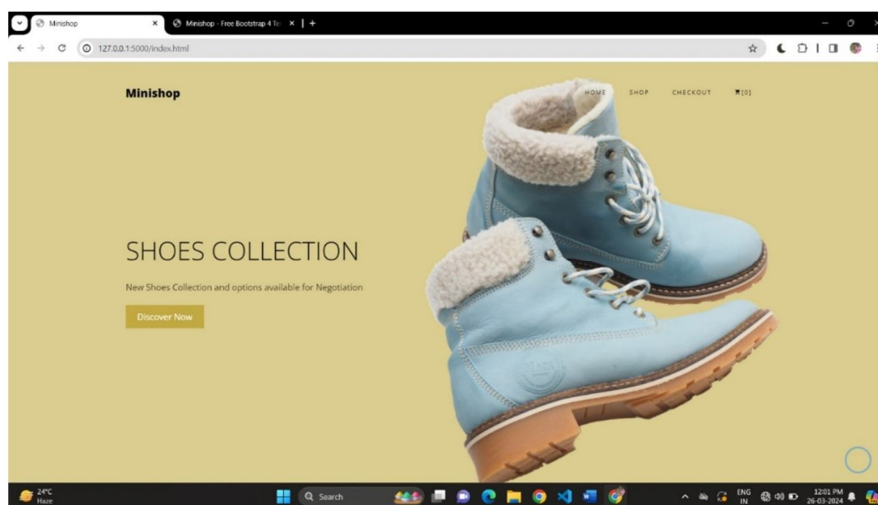 Minishop
Minishop - Free Bootstrap 4 Te
127.0.0.1:5000/index.html
Minishop
HOME SHOP CHECKOUT [0]
SHOES COLLECTION
New Shoes Collection and options available for Negotiation
Discover Now
24°C
Haze
Search
ENG
IN
12:01 PM
26-03-2024